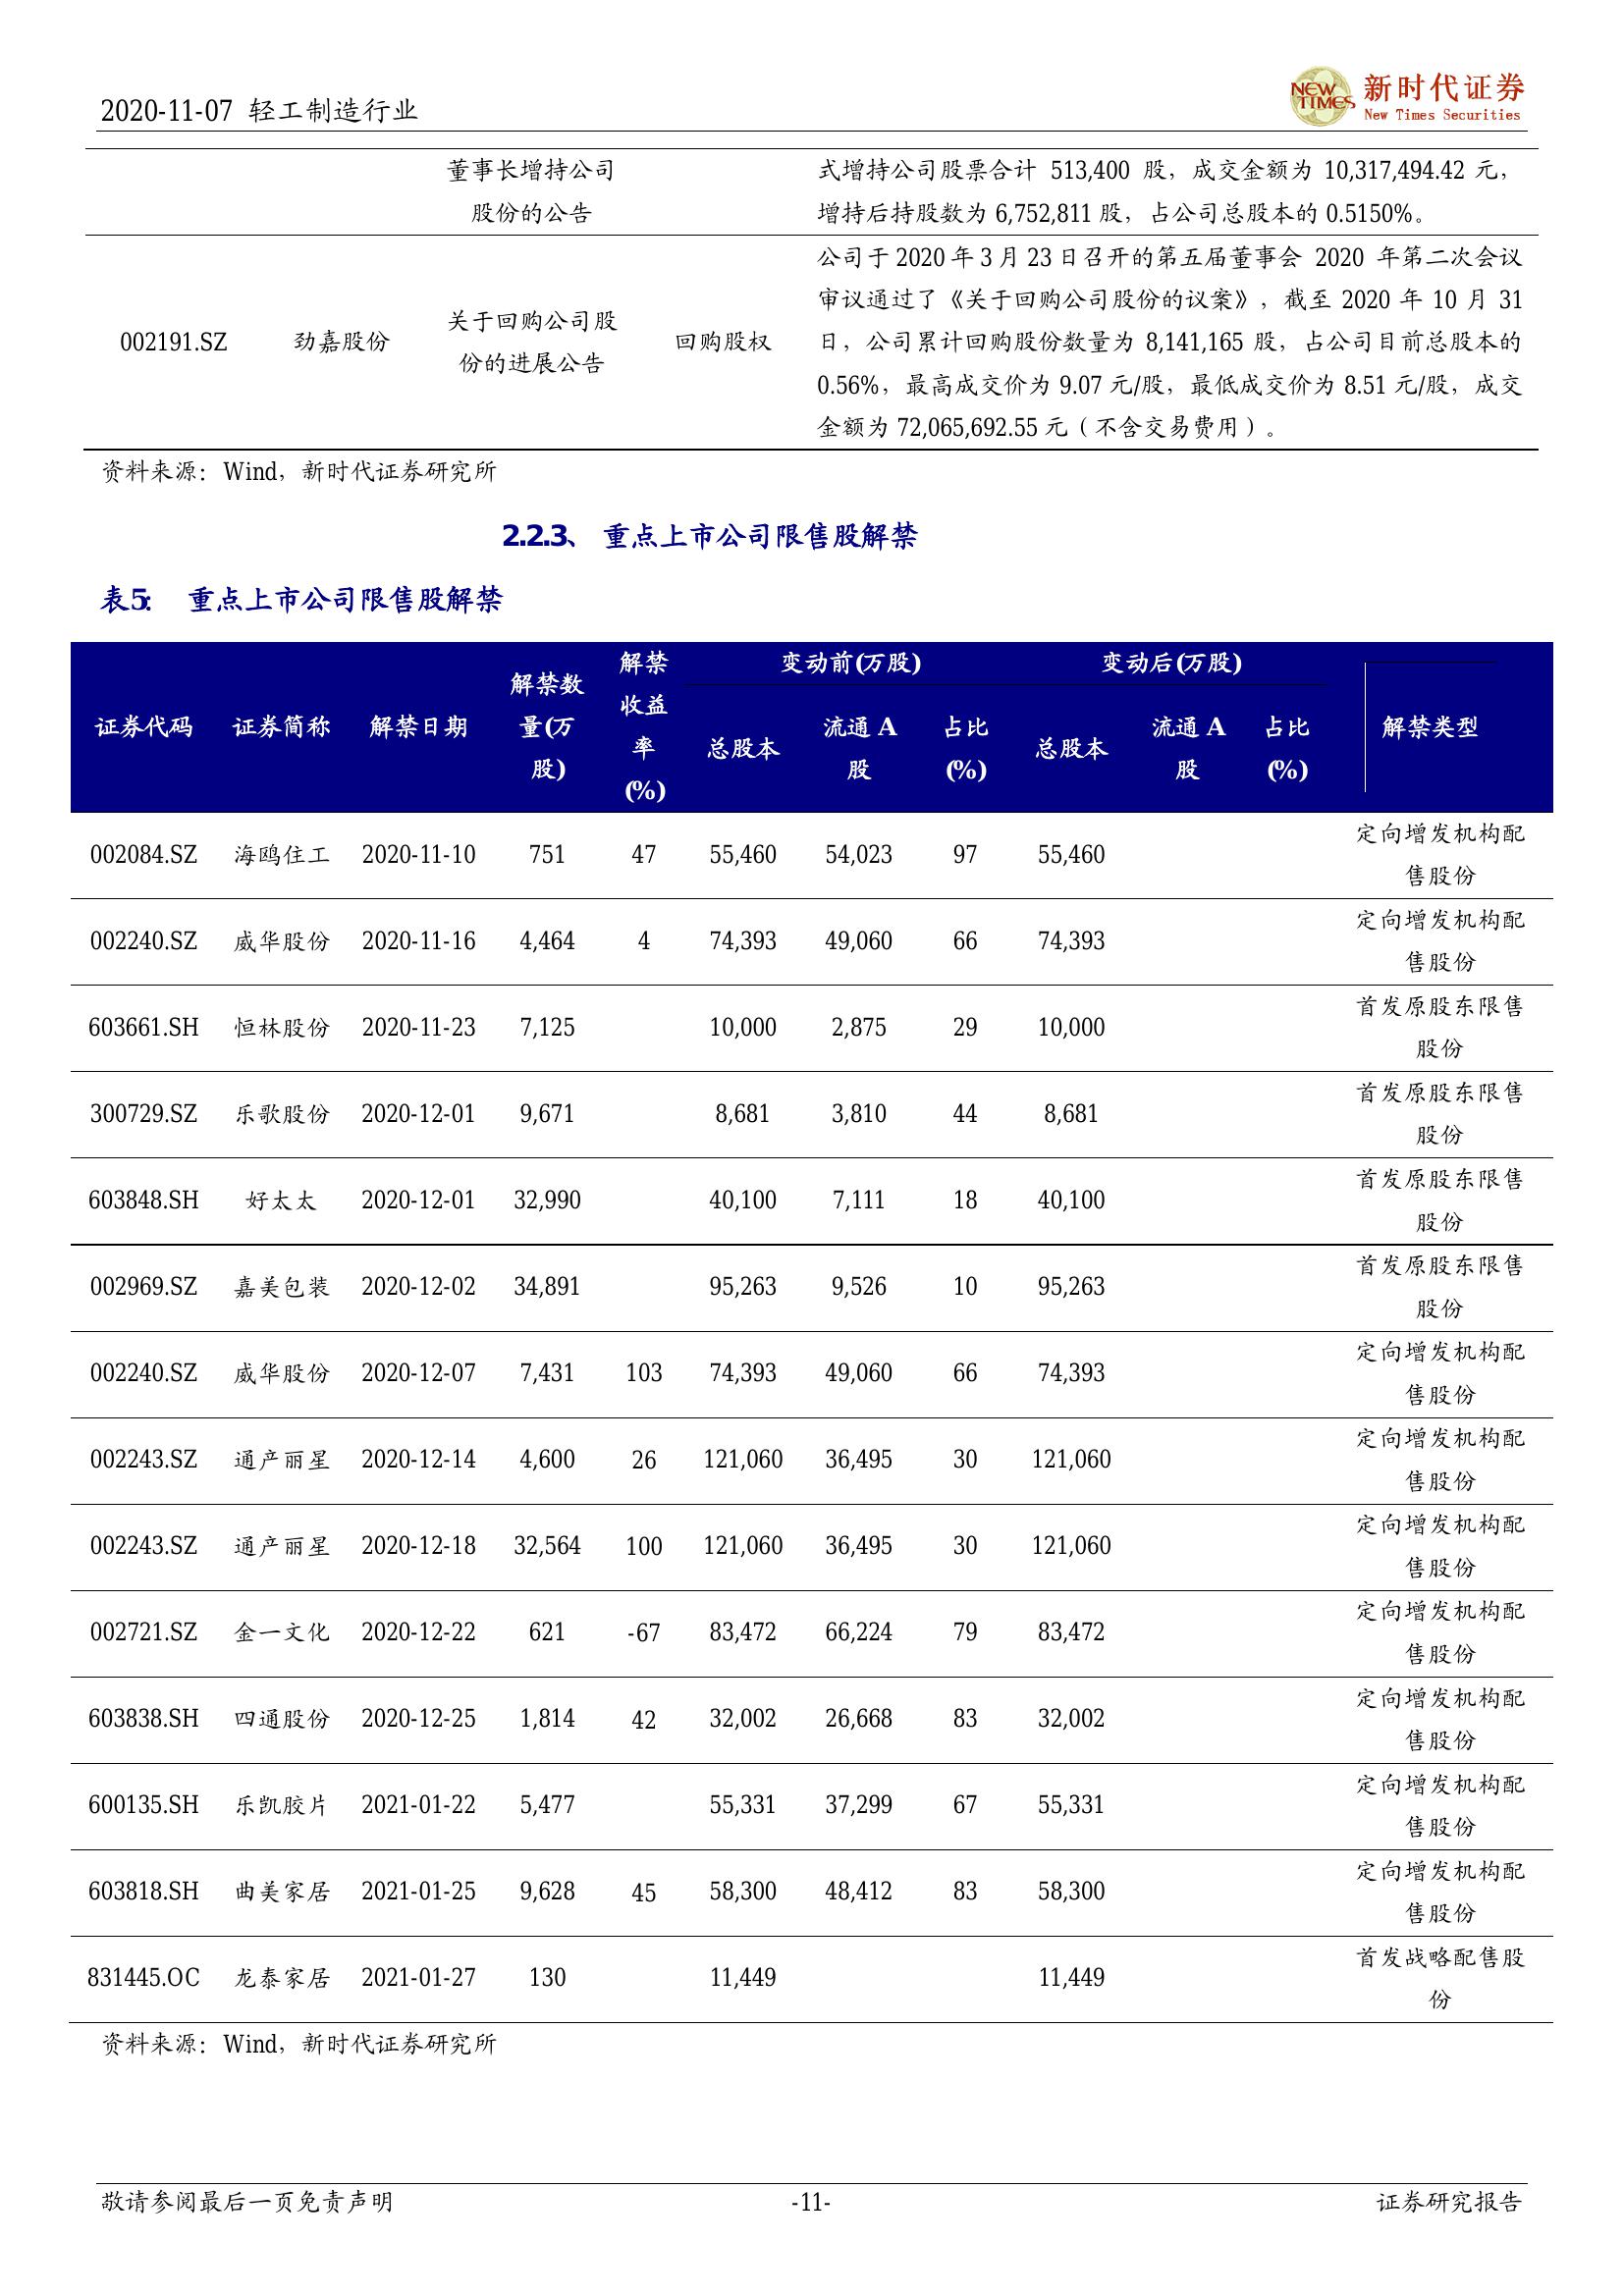 2020-11-07 轻工制造行业
NEW TIMES 新时代证券
New Times Securities
董事长增持公司
股份的公告
式增持公司股票合计 513,400 股，成交金额为 10,317,494.42 元，
增持后持股数为 6,752,811 股，占公司总股本的 0.5150%。
002191.SZ 劲嘉股份
关于回购公司股
份的进展公告
回购股权
公司于 2020 年 3 月 23 日召开的第五届董事会 2020 年第二次会议
审议通过了《关于回购公司股份的议案》，截至 2020 年 10 月 31
日，公司累计回购股份数量为 8,141,165 股，占公司目前总股本的
0.56%，最高成交价为 9.07 元/股，最低成交价为 8.51 元/股，成交
金额为 72,065,692.55 元（不含交易费用）。
资料来源：Wind，新时代证券研究所
2.2.3、 重点上市公司限售股解禁
表5： 重点上市公司限售股解禁
证券代码 证券简称 解禁日期
解禁数
量(万
股)
解禁
收益
率
(%)
变动前(万股)
总股本
流通 A
股
占比
(%)
变动后(万股)
总股本
流通 A
股
占比
(%)
解禁类型
002084.SZ 海鸥住工 2020-11-10 751 47 55,460 54,023 97 55,460 定向增发机构配
售股份
002240.SZ 威华股份 2020-11-16 4,464 4 74,393 49,060 66 74,393 定向增发机构配
售股份
603661.SH 恒林股份 2020-11-23 7,125 10,000 2,875 29 10,000 首发原股东限售
股份
300729.SZ 乐歌股份 2020-12-01 9,671 8,681 3,810 44 8,681 首发原股东限售
股份
603848.SH 好太太 2020-12-01 32,990 40,100 7,111 18 40,100 首发原股东限售
股份
002969.SZ 嘉美包装 2020-12-02 34,891 95,263 9,526 10 95,263 首发原股东限售
股份
002240.SZ 威华股份 2020-12-07 7,431 103 74,393 49,060 66 74,393 定向增发机构配
售股份
002243.SZ 通产丽星 2020-12-14 4,600 26 121,060 36,495 30 121,060 定向增发机构配
售股份
002243.SZ 通产丽星 2020-12-18 32,564 100 121,060 36,495 30 121,060 定向增发机构配
售股份
002721.SZ 金一文化 2020-12-22 621 -67 83,472 66,224 79 83,472 定向增发机构配
售股份
603838.SH 四通股份 2020-12-25 1,814 42 32,002 26,668 83 32,002 定向增发机构配
售股份
600135.SH 乐凯胶片 2021-01-22 5,477 55,331 37,299 67 55,331 定向增发机构配
售股份
603818.SH 曲美家居 2021-01-25 9,628 45 58,300 48,412 83 58,300 定向增发机构配
售股份
831445.OC 龙泰家居 2021-01-27 130 11,449 11,449 首发战略配售股
份
资料来源：Wind，新时代证券研究所
敬请参阅最后一页免责声明 -11- 证券研究报告